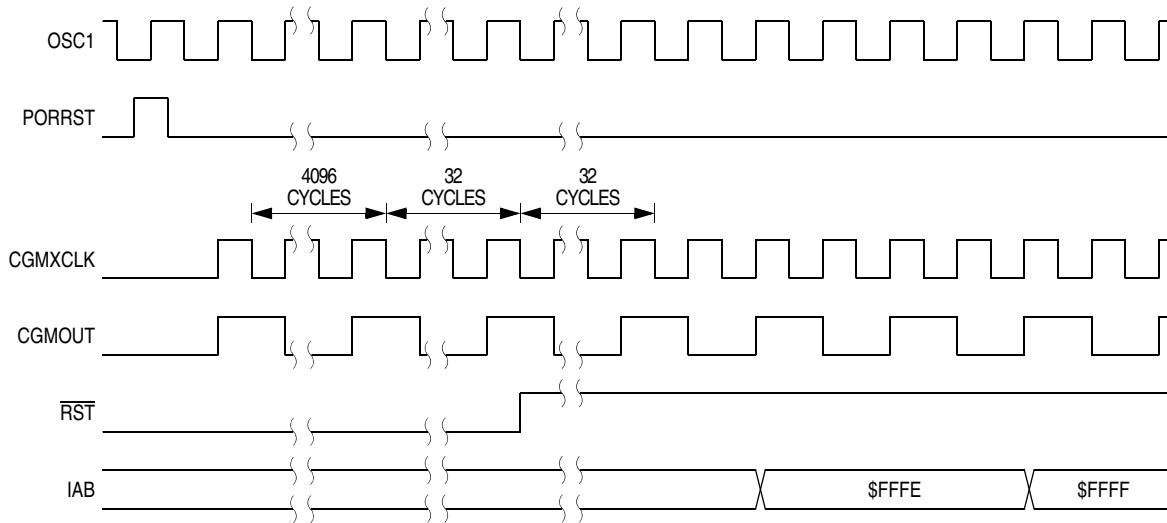 OSC1
PORRST
4096
CYCLES
32
CYCLES
32
CYCLES
CGMXCLK
CGMOUT
RST
IAB
$FFFE
$FFFF